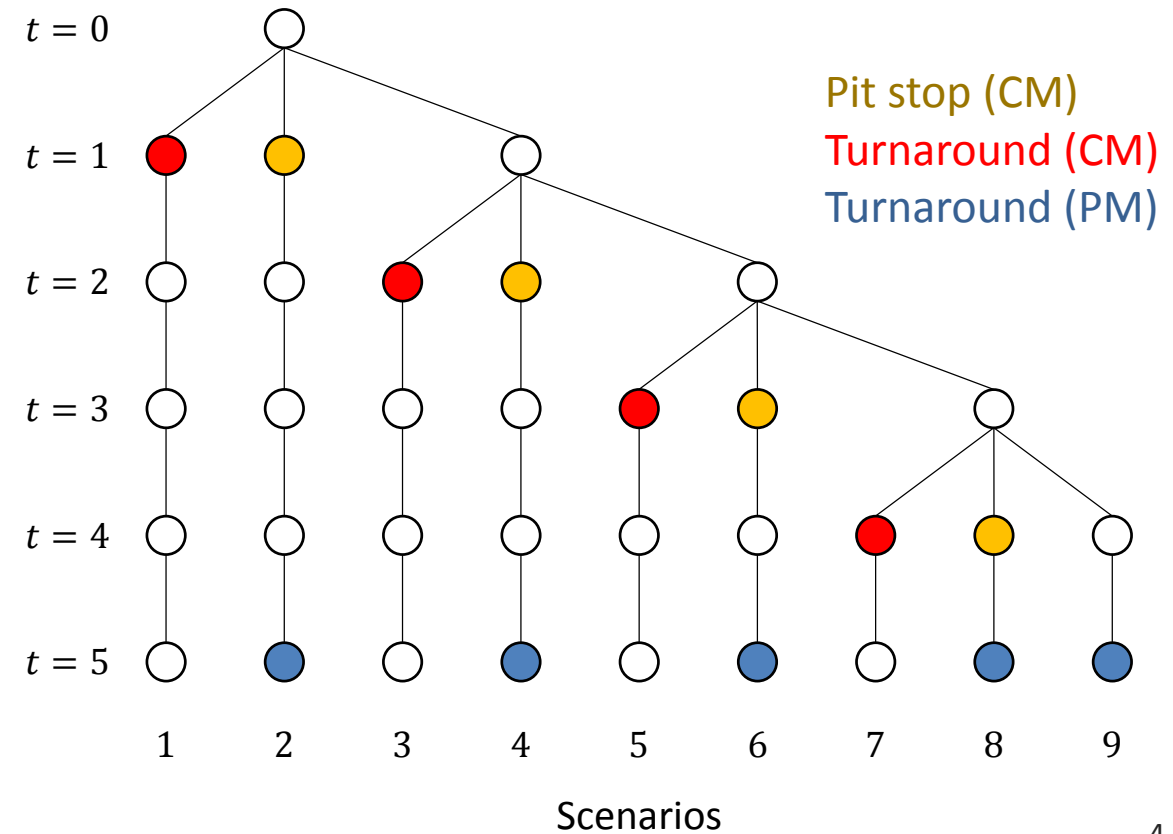 t = 0
Pit stop (CM)
Turnaround (CM)
Turnaround (PM)
t = 1
t = 2
t = 3
t = 4
t = 5
1 2 3 4 5 6 7 8 9
Scenarios
4